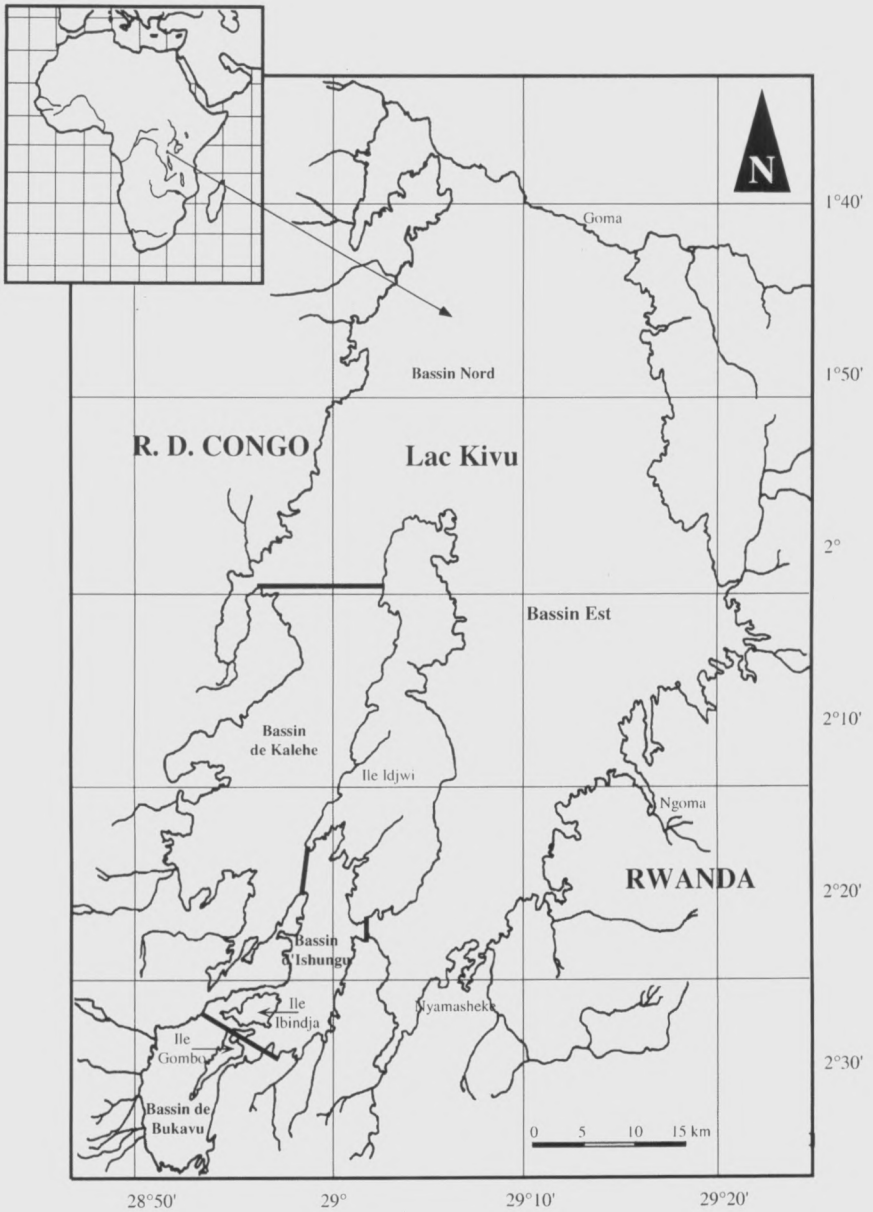 N
1°40'
Goma
Bassin Nord
1°50'
R. D. CONGO
Lac Kivu
2°
Bassin Est
2°10'
Bassin
de Kalehe
Ile Idjwi
Ngoma
RWANDA
2°20'
Bassin
d'Ishungu
Ile
Ibindja
Nyamasheke
Ile
Gombo
2°30'
Bassin de
Bukavu
0 5 10 15 km
28°50' 29° 29°10' 29°20'